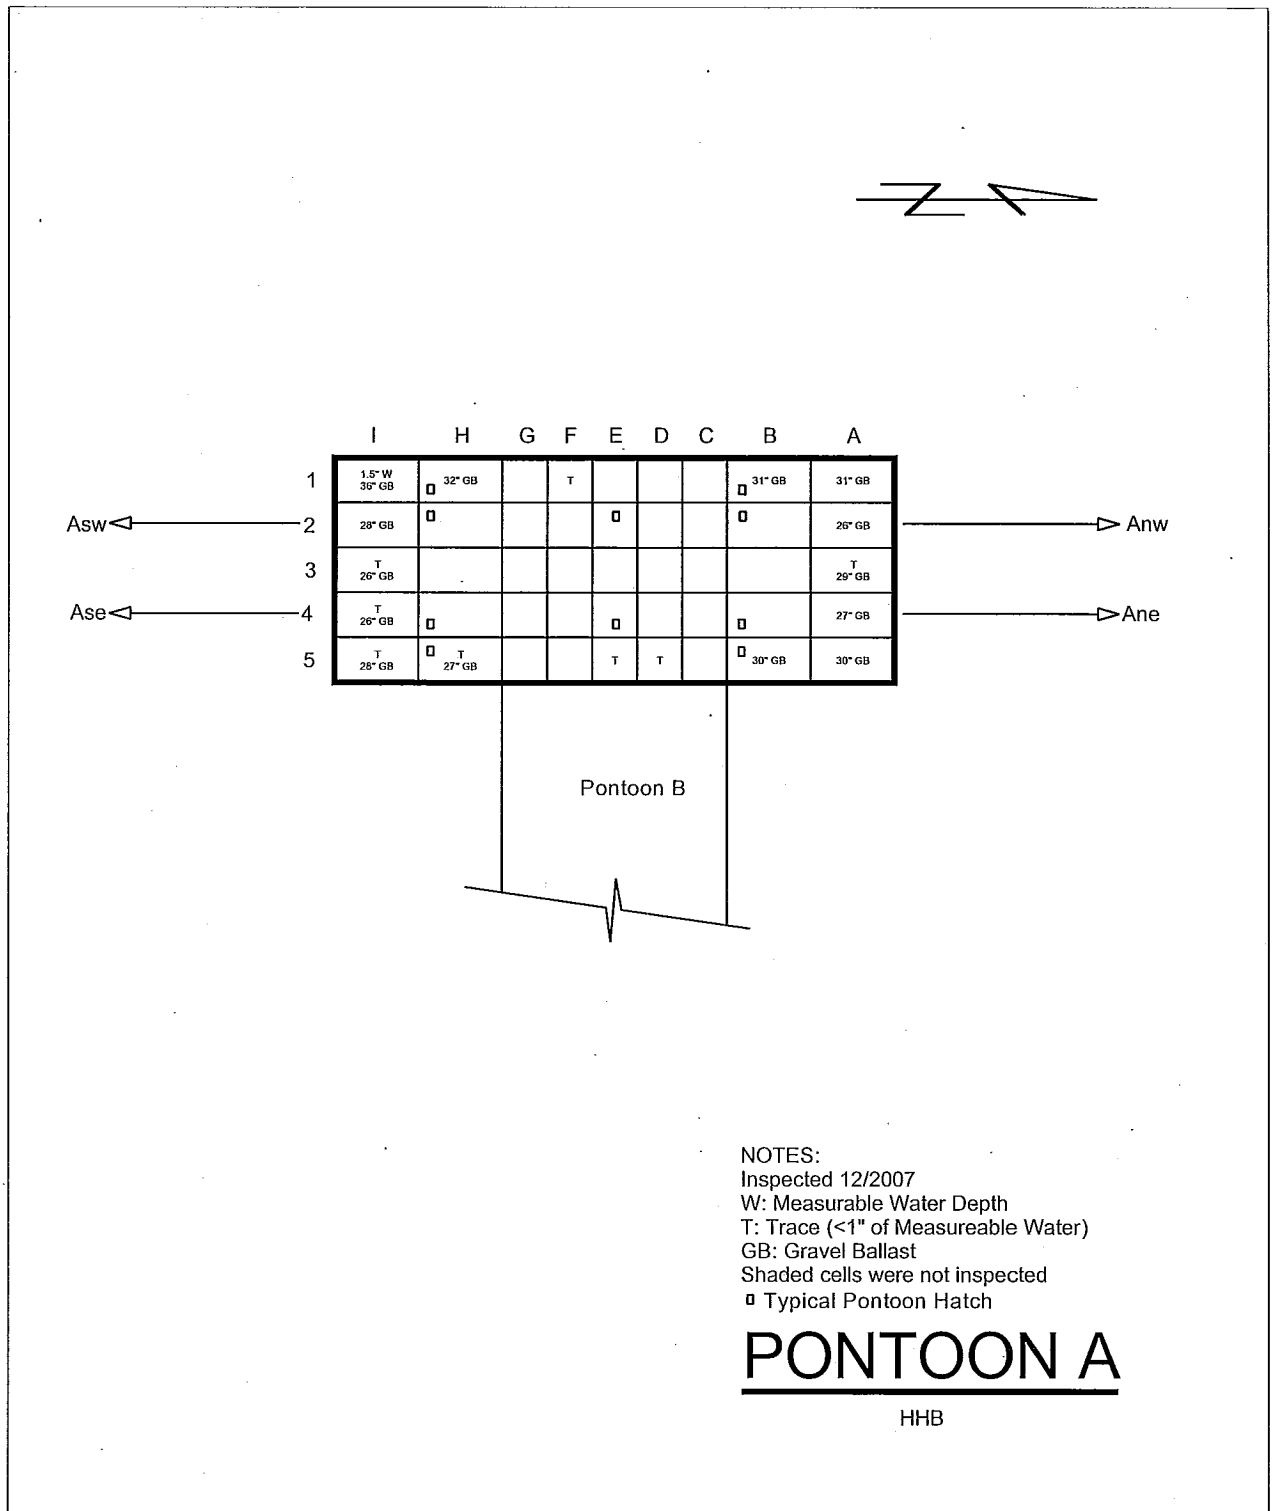 N
I H G F E D C B A
1 1.5" W 36" GB 32" GB T 31" GB 31" GB
Asw 2 28" GB 26" GB Anw
3 T 26" GB T 29" GB
Ase 4 T 26" GB 27" GB Ane
5 T 28" GB T 27" GB T T 30" GB 30" GB
Pontoon B
NOTES:
Inspected 12/2007
W: Measurable Water Depth
T: Trace (<1" of Measureable Water)
GB: Gravel Ballast
Shaded cells were not inspected
Typical Pontoon Hatch
PONTOON A
HHB